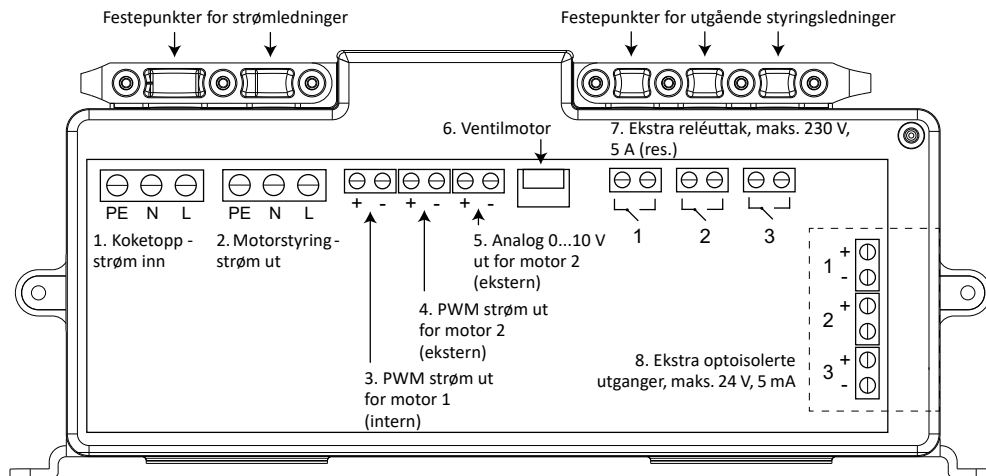 Festepunkter for strømledninger
Festepunkter for utgående styringsledninger
6. Ventilmotor
7. Ekstra reléuttak, maks. 230 V,
5 A (res.)
PE N L
PE N L
+ - + - + -
1 2 3
1. Koketopp -
strøm inn
2. Motorstyring -
strøm ut
5. Analog 0...10 V
ut for motor 2
(ekstern)
4. PWM strøm ut
for motor 2
(ekstern)
3. PWM strøm ut
for motor 1
(intern)
8. Ekstra optoisolerte
utganger, maks. 24 V, 5 mA
1 + -
2 + -
3 + -